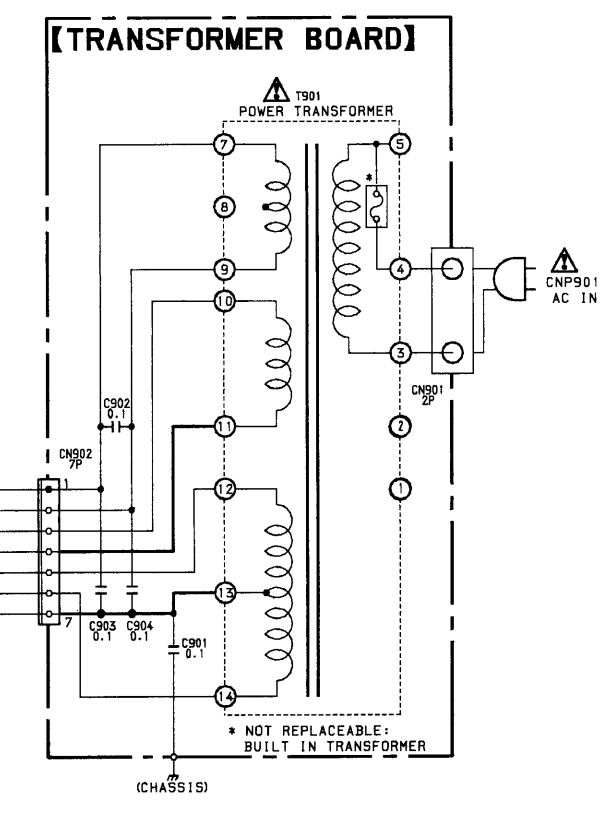 【TRANSFORMER BOARD】
T901
POWER TRANSFORMER
7
5
*
8
9
4
CNP901
AC IN
10
3
CN901
2P
C902
0.1
11
2
CN902
7P
1
12
1
13
7
C903
0.1
C904
0.1
C901
0.1
14
* NOT REPLACEABLE:
BUILT IN TRANSFORMER
(CHASSIS)